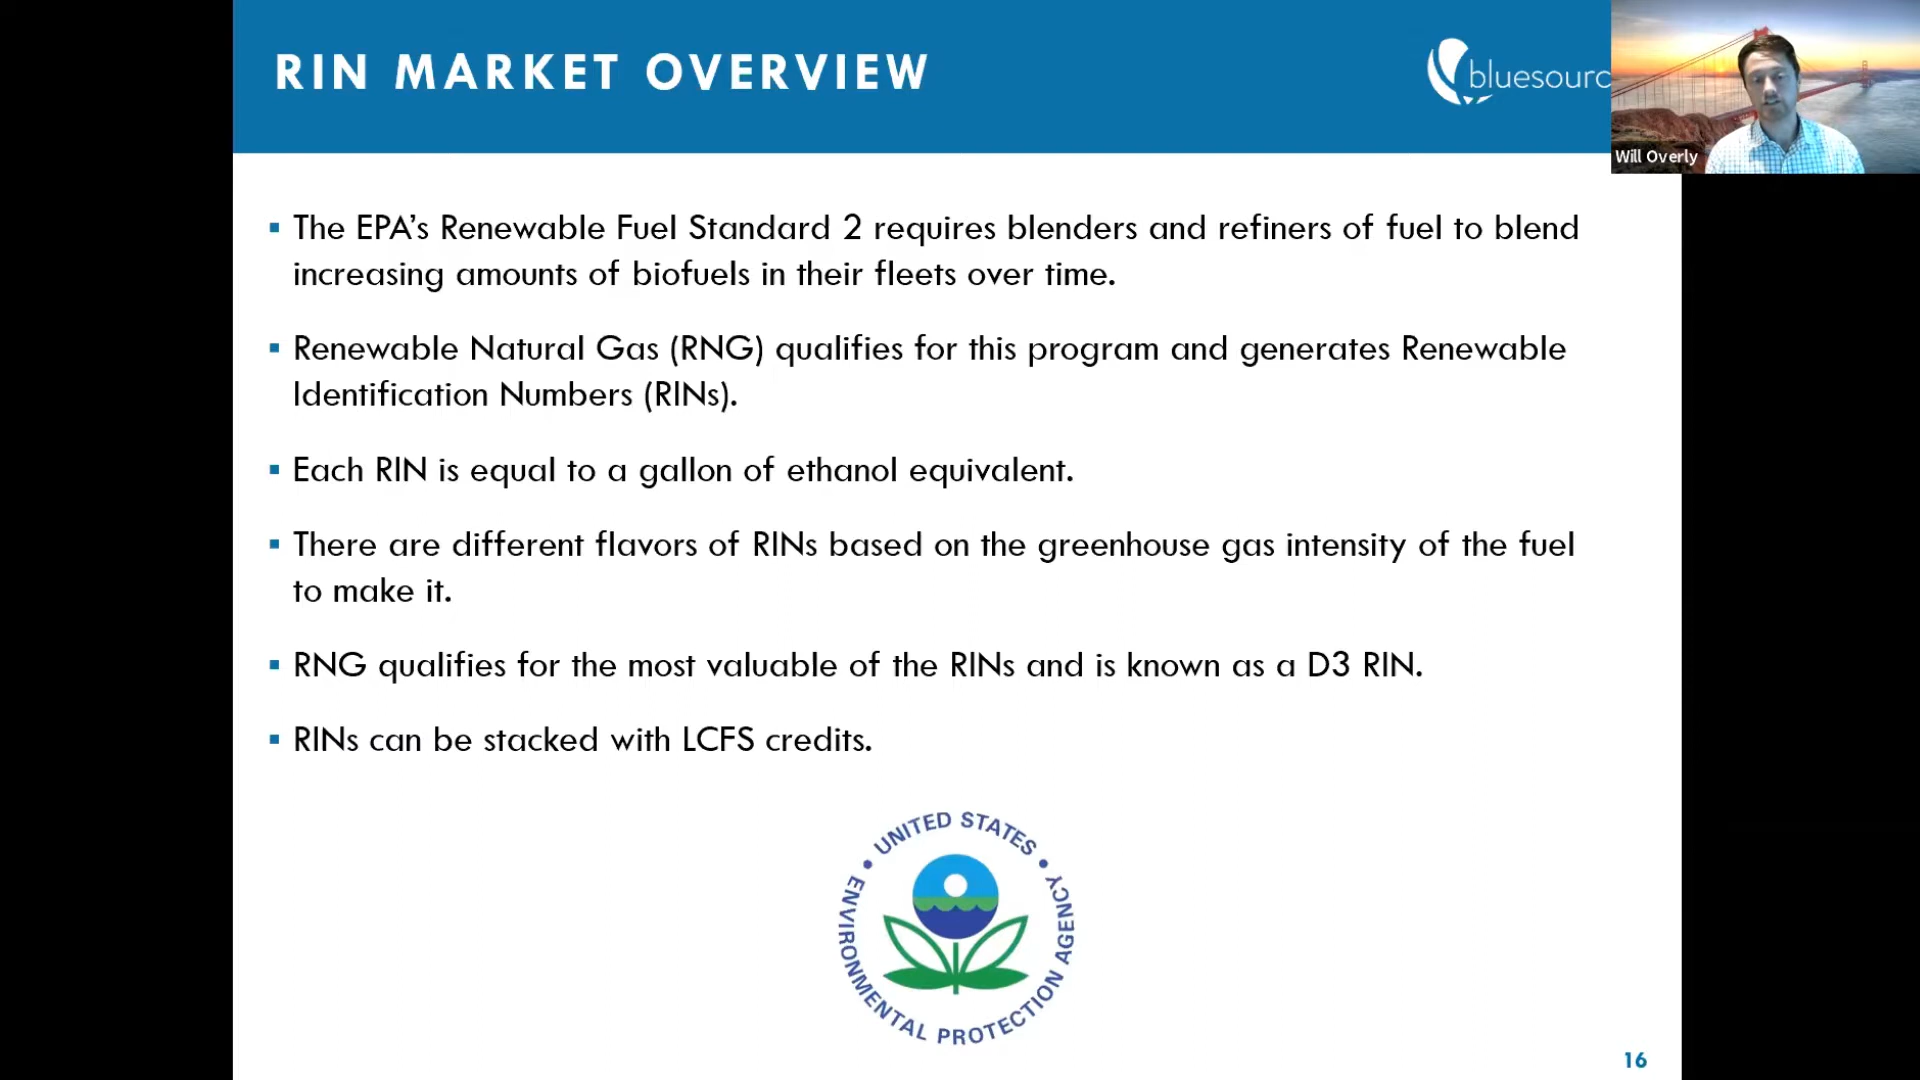 RIN MARKET OVERVIEW
bluesourc
Will Overly
▪ The EPA’s Renewable Fuel Standard 2 requires blenders and refiners of fuel to blend
increasing amounts of biofuels in their fleets over time.
▪ Renewable Natural Gas (RNG) qualifies for this program and generates Renewable
Identification Numbers (RINs).
▪ Each RIN is equal to a gallon of ethanol equivalent.
▪ There are different flavors of RINs based on the greenhouse gas intensity of the fuel
to make it.
▪ RNG qualifies for the most valuable of the RINs and is known as a D3 RIN.
▪ RINs can be stacked with LCFS credits.
• UNITED STATES •
ENVIRONMENTAL PROTECTION AGENCY
16